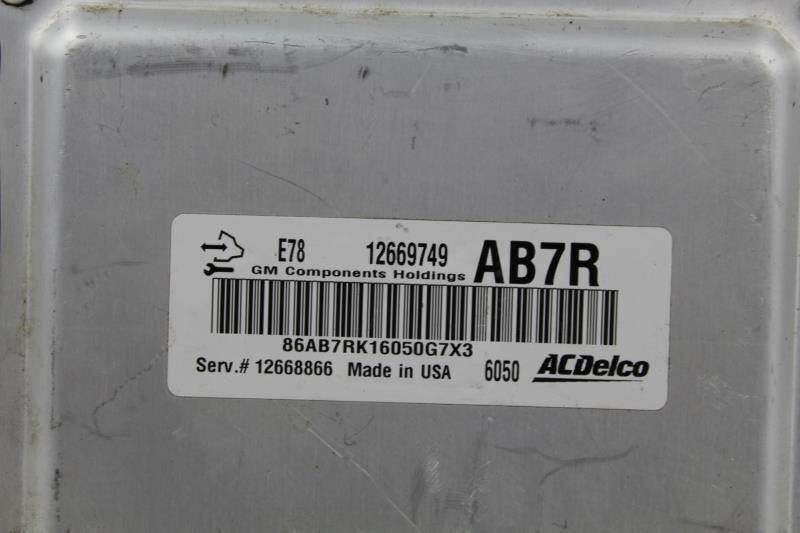 E78 12669749 AB7R
GM Components Holdings
86AB7RK16050G7X3
Serv.# 12668866 Made in USA 6050 ACDelco